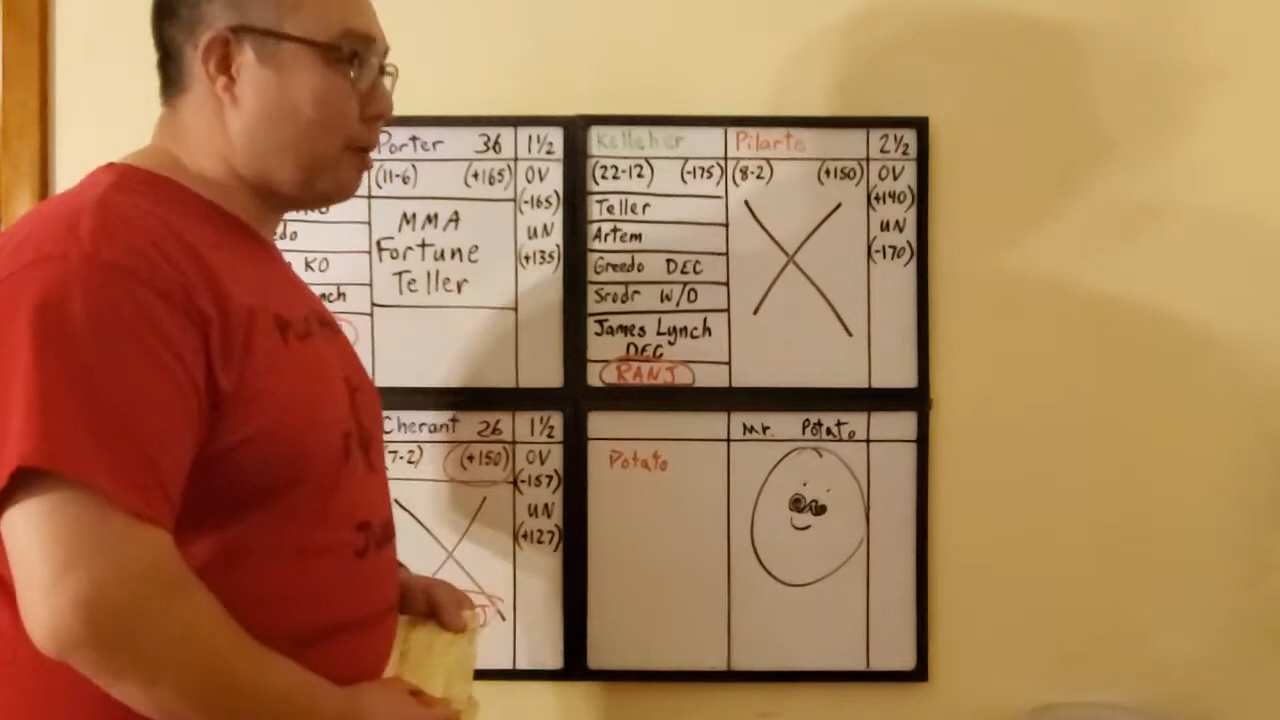 Porter 36 1½
(11-6) (+165) OV
(-165)
UN
(+135)
MMA
Fortune
Teller
KO
Kelleher Pilarte 2½
(22-12) (-175) (8-2) (+150) OV
(+140)
UN
(-170)
Teller
Artem
Greedo DEC
Srodr W/D
James Lynch
DEC
RANJ
Cherant 26 1½
(7-2) (+150) OV
(-157)
UN
(+127)
Mr. Potato
Potato